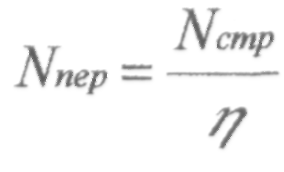 Nпер = Nстр / η